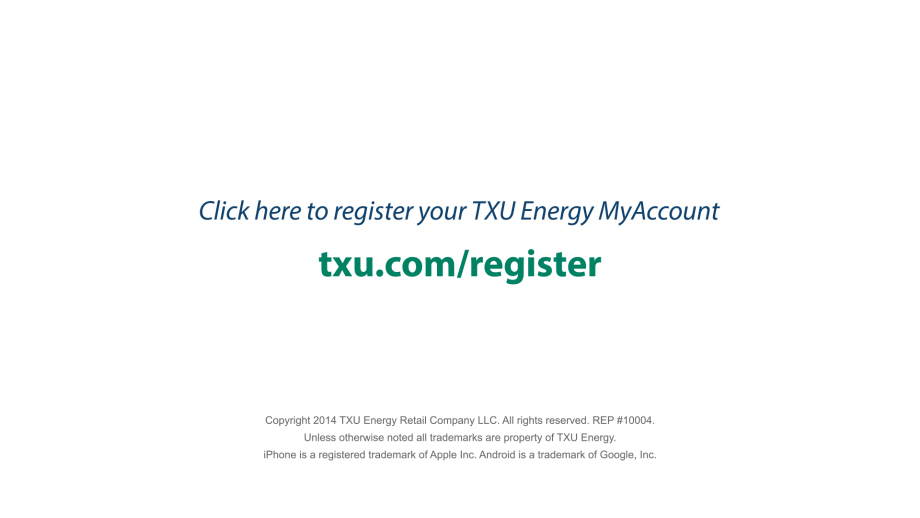 Click here to register your TXU Energy MyAccount
txu.com/register
Copyright 2014 TXU Energy Retail Company LLC. All rights reserved. REP #10004.
Unless otherwise noted all trademarks are property of TXU Energy.
iPhone is a registered trademark of Apple Inc. Android is a trademark of Google, Inc.